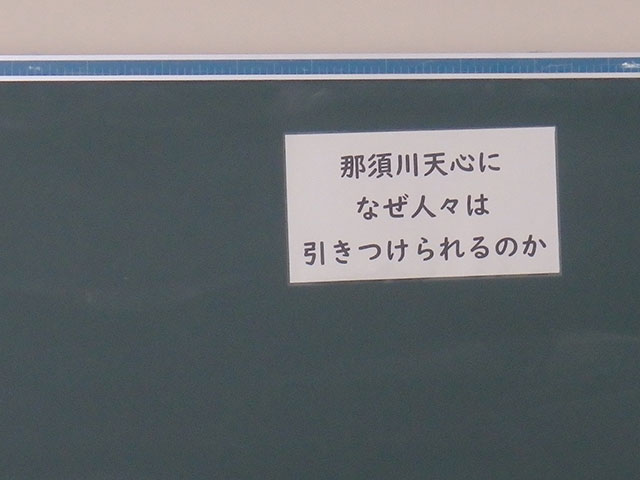 那須川天心に
なぜ人々は
引きつけられるのか